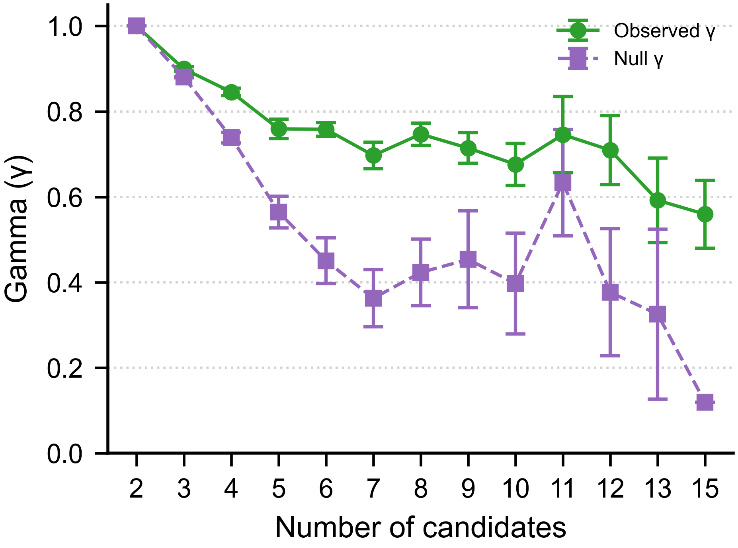 Observed γ
Null γ
1.0
0.8
0.6
0.4
0.2
0.0
Gamma (γ)
2 3 4 5 6 7 8 9 10 11 12 13 15
Number of candidates